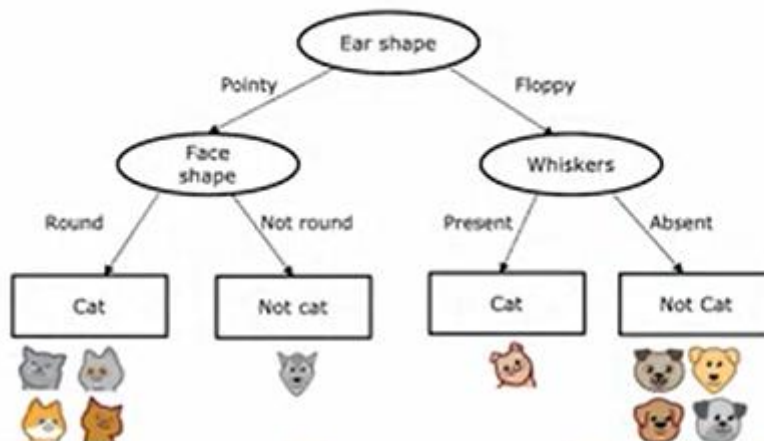 Ear shape
Pointy
Floppy
Face
shape
Whiskers
Round
Not round
Present
Absent
Cat
Not cat
Cat
Not Cat